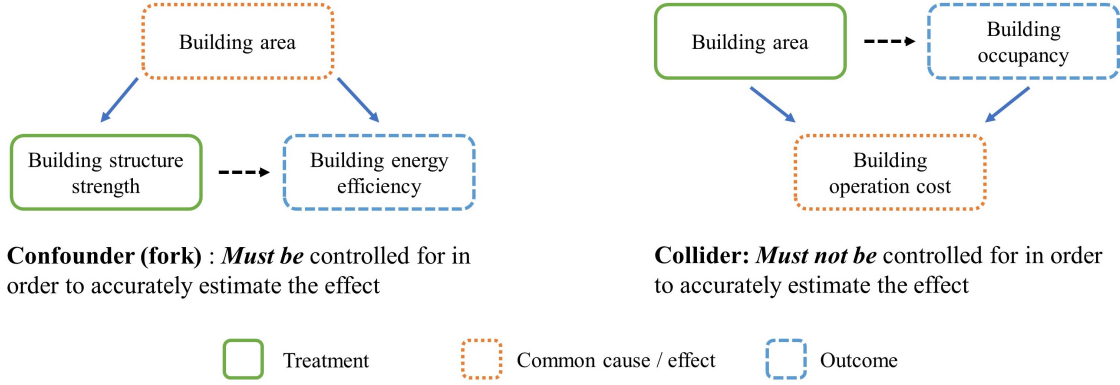 Building area
Building structure
strength
Building energy
efficiency
Confounder (fork) : Must be controlled for in
order to accurately estimate the effect
Building area
Building
occupancy
Building
operation cost
Collider: Must not be controlled for in order
to accurately estimate the effect
Treatment
Common cause / effect
Outcome